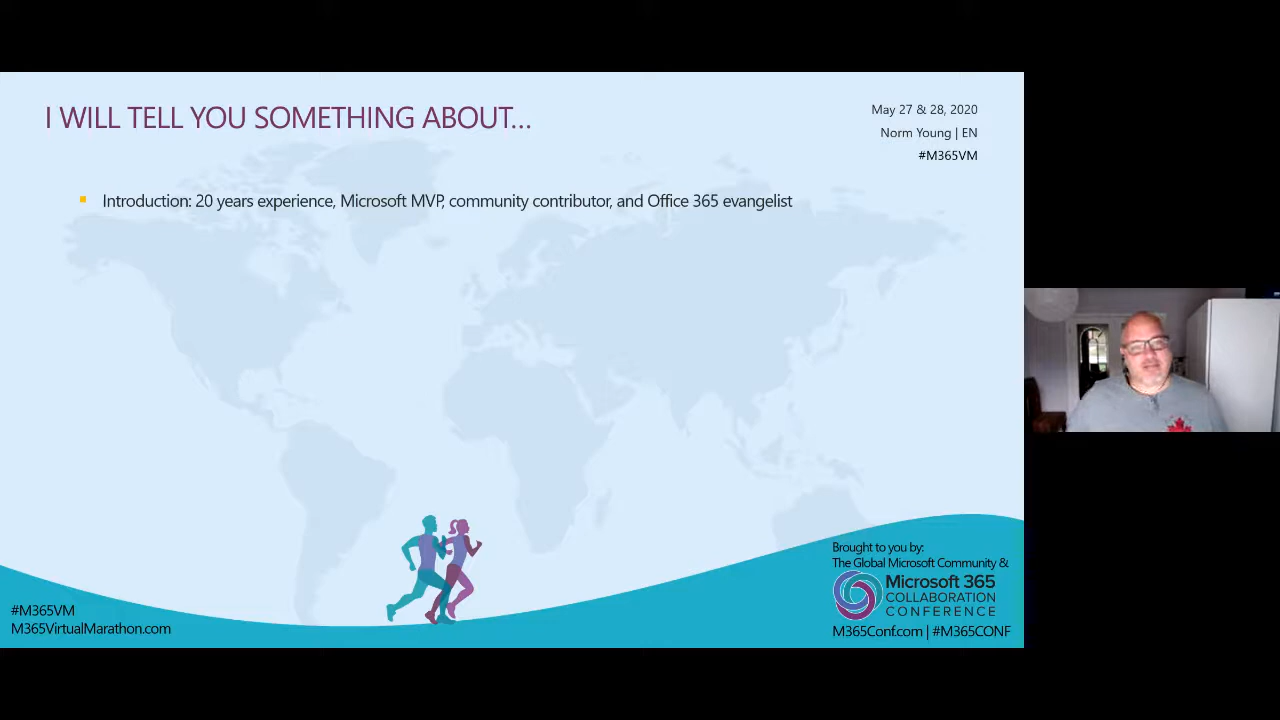 I WILL TELL YOU SOMETHING ABOUT...
May 27 & 28, 2020
Norm Young | EN
#M365VM
Introduction: 20 years experience, Microsoft MVP, community contributor, and Office 365 evangelist
Brought to you by:
The Global Microsoft Community &
Microsoft 365
COLLABORATION
CONFERENCE
M365Conf.com | #M365CONF
#M365VM
M365VirtualMarathon.com